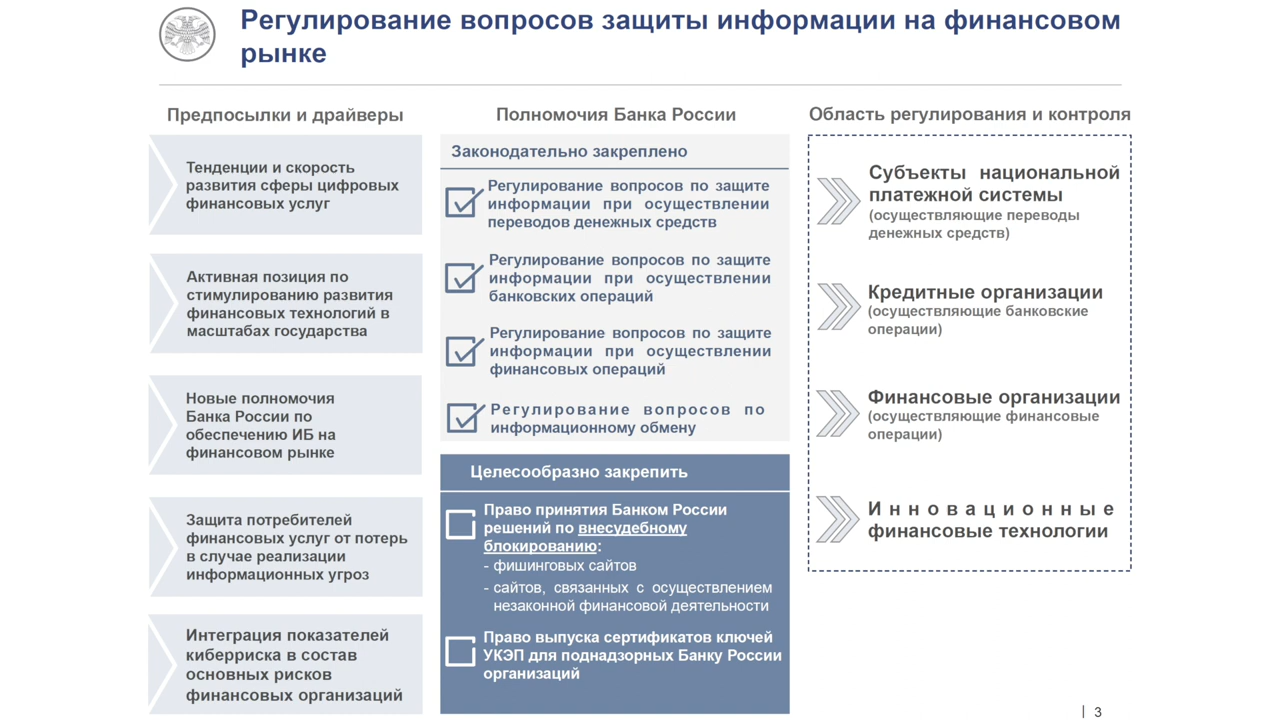 Регулирование вопросов защиты информации на финансовом
рынке
Предпосылки и драйверы
Тенденции и скорость
развития сферы цифровых
финансовых услуг
Активная позиция по
стимулированию развития
финансовых технологий в
масштабах государства
Новые полномочия
Банка России по
обеспечению ИБ на
финансовом рынке
Защита потребителей
финансовых услуг от потерь
в случае реализации
информационных угроз
Интеграция показателей
киберриска в состав
основных рисков
финансовых организаций
Полномочия Банка России
Законодательно закреплено
Регулирование вопросов по защите
информации при осуществлении
переводов денежных средств
Регулирование вопросов по защите
информации при осуществлении
банковских операций
Регулирование вопросов по защите
информации при осуществлении
финансовых операций
Регулирование вопросов по
информационному обмену
Целесообразно закрепить
Право принятия Банком России
решений по внесудебному
блокированию:
- фишинговых сайтов
- сайтов, связанных с осуществлением
незаконной финансовой деятельности
Право выпуска сертификатов ключей
УКЭП для поднадзорных Банку России
организаций
Область регулирования и контроля
Субъекты национальной
платежной системы
(осуществляющие переводы
денежных средств)
Кредитные организации
(осуществляющие банковские
операции)
Финансовые организации
(осуществляющие финансовые
операции)
Инновационные
финансовые технологии
| 3